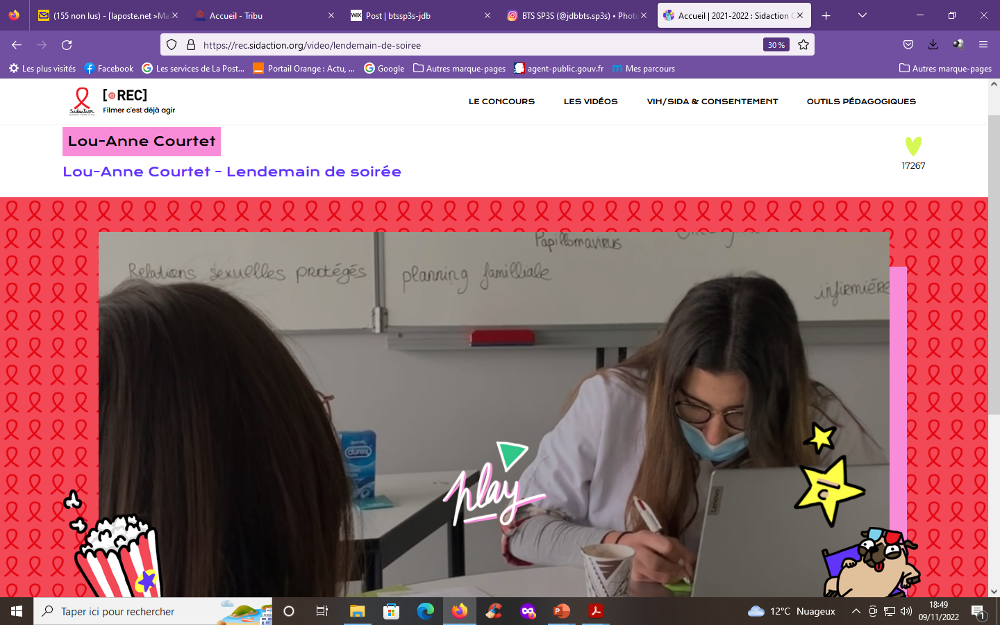 (155 non lus) - [laposte.net »Ma
Accueil - Tribu
WIX Post | btssp3s-jdb
BTS SP3S (@jdbbts.sp3s) • Photo
Accueil | 2021-2022 : Sidaction
https://rec.sidaction.org/video/lendemain-de-soiree
30 %
Les plus visités
Facebook
Les services de La Post...
Portail Orange : Actu, ...
Google
Autres marque-pages
agent-public.gouv.fr
m Mes parcours
Autres marque-pages
Sidaction
[REC]
Filmer c'est déjà agir
LE CONCOURS
LES VIDÉOS
VIH/SIDA & CONSENTEMENT
OUTILS PÉDAGOGIQUES
Lou-Anne Courtet
Lou-Anne Courtet - Lendemain de soirée
17267
Papillomavirus
Relations sexuelles protégés
planning familliale
infirmière
durex
play
Lenovo
Taper ici pour rechercher
12°C Nuageux
18:49
09/11/2022
1